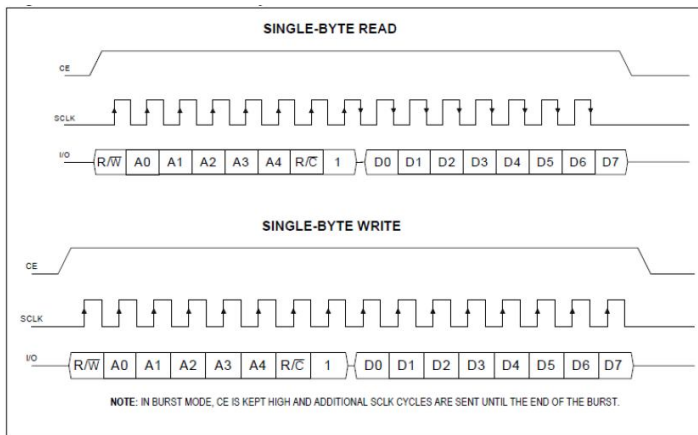 SINGLE-BYTE READ
CE
SCLK
I/O
R/W̅ A0 A1 A2 A3 A4 R/C̅ 1 D0 D1 D2 D3 D4 D5 D6 D7
SINGLE-BYTE WRITE
CE
SCLK
I/O
R/W̅ A0 A1 A2 A3 A4 R/C̅ 1 D0 D1 D2 D3 D4 D5 D6 D7
NOTE: IN BURST MODE, CE IS KEPT HIGH AND ADDITIONAL SCLK CYCLES ARE SENT UNTIL THE END OF THE BURST.